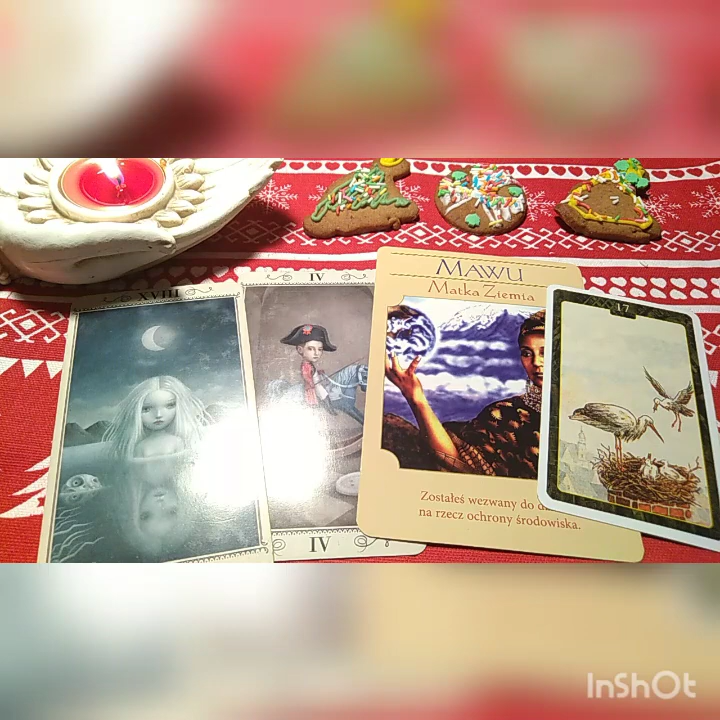 XVIII
IV
IV
MAWU
Matka Ziemia
Zostałeś wezwany do
na rzecz ochrony środowiska.
17
InShOt